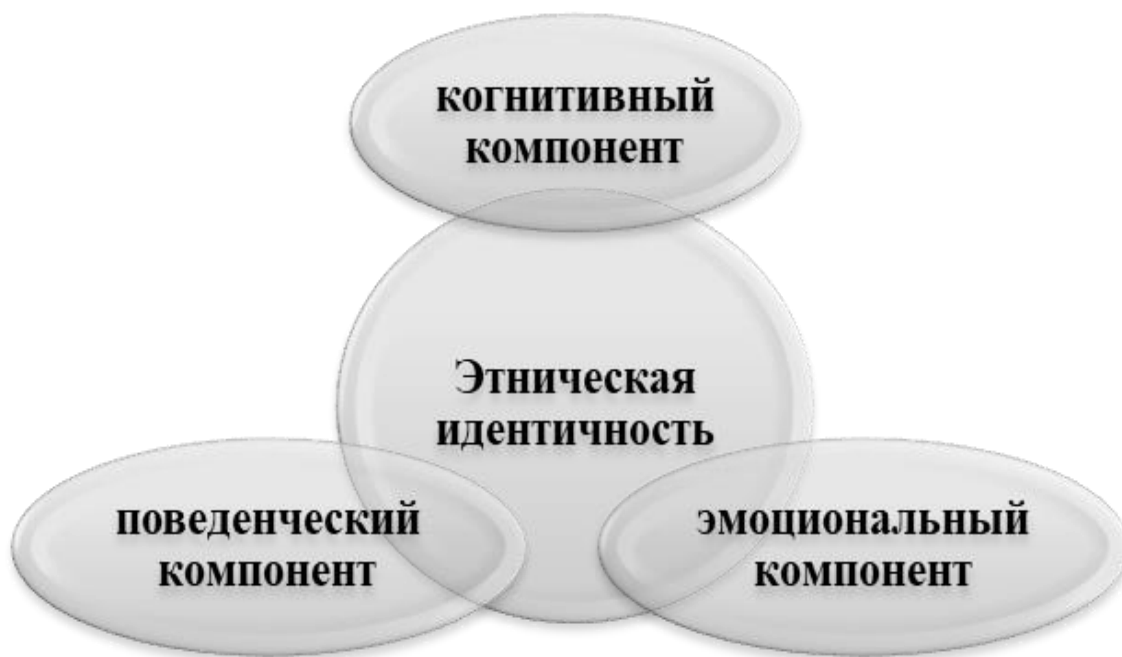 когнитивный
компонент
Этническая
идентичность
поведенческий
компонент
эмоциональный
компонент